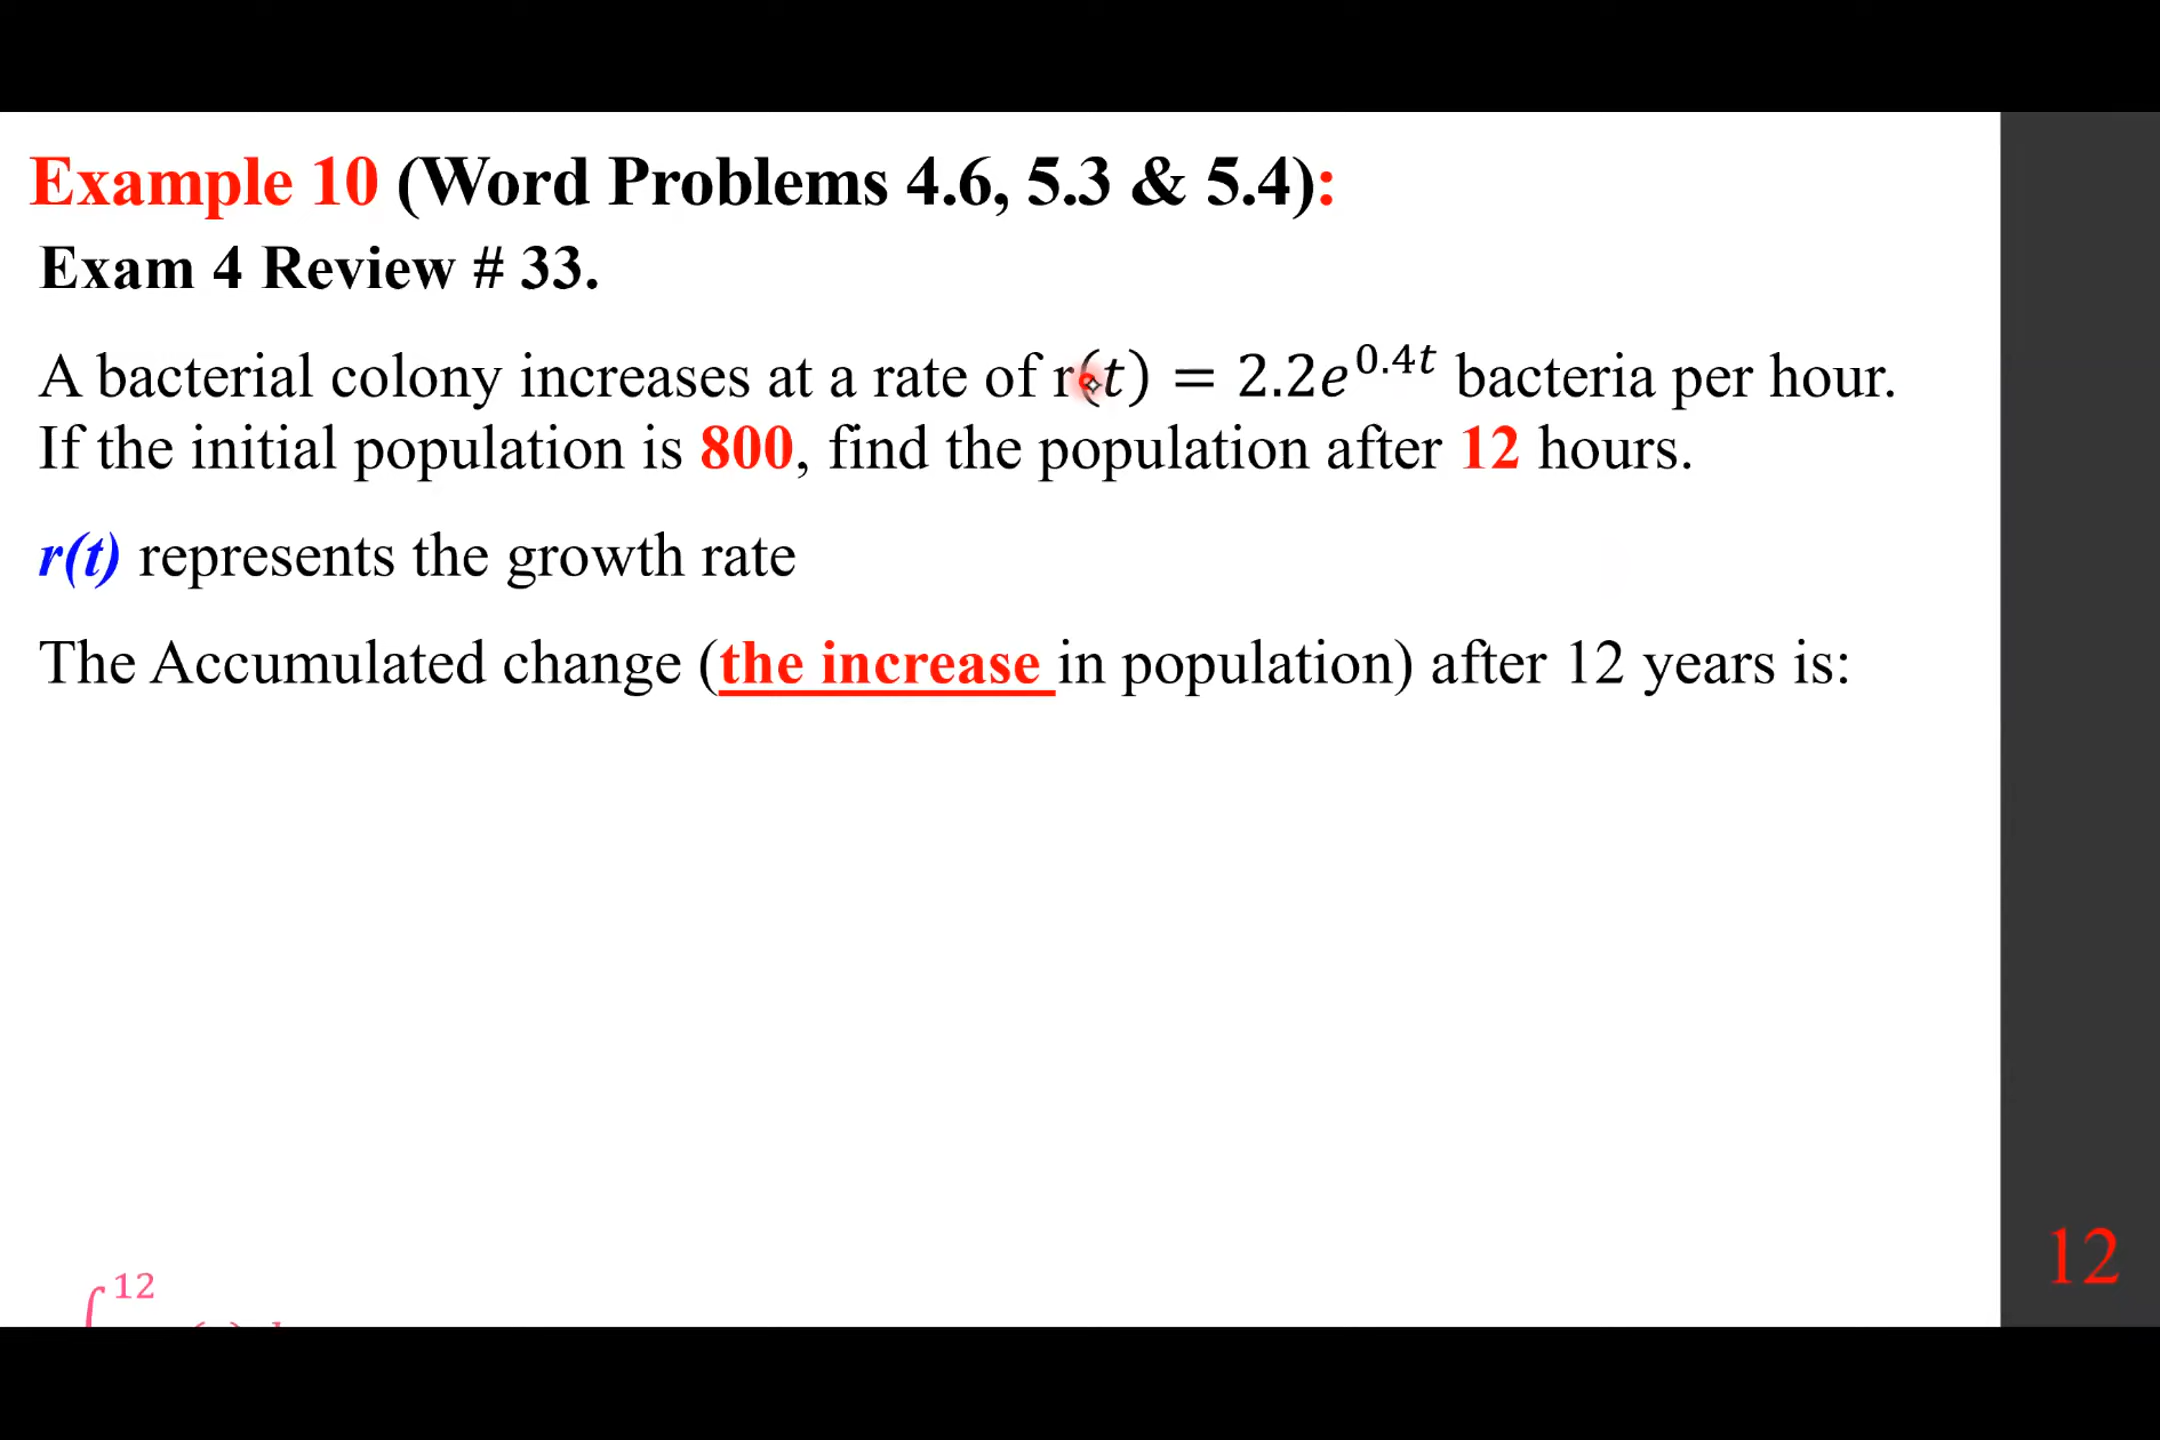 Example 10 (Word Problems 4.6, 5.3 & 5.4):
Exam 4 Review # 33.
A bacterial colony increases at a rate of r(t) = 2.2e^{0.4t} bacteria per hour.
If the initial population is 800, find the population after 12 hours.
r(t) represents the growth rate
The Accumulated change (the increase in population) after 12 years is:
∫^{12}
12